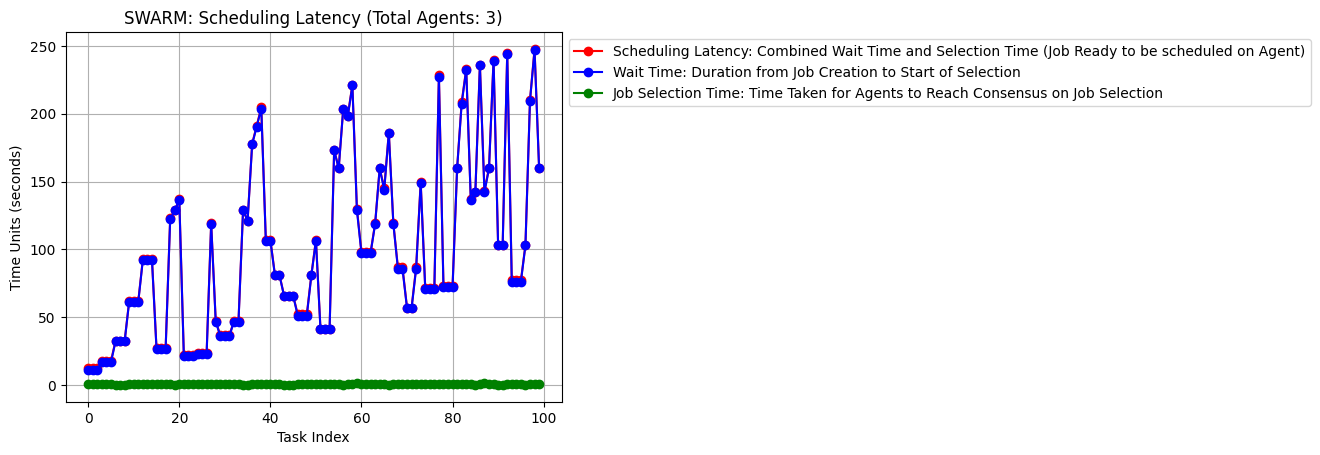 SWARM: Scheduling Latency (Total Agents: 3)
Scheduling Latency: Combined Wait Time and Selection Time (Job Ready to be scheduled on Agent)
Wait Time: Duration from Job Creation to Start of Selection
Job Selection Time: Time Taken for Agents to Reach Consensus on Job Selection
Time Units (seconds)
250
200
150
100
50
0
0 20 40 60 80 100
Task Index